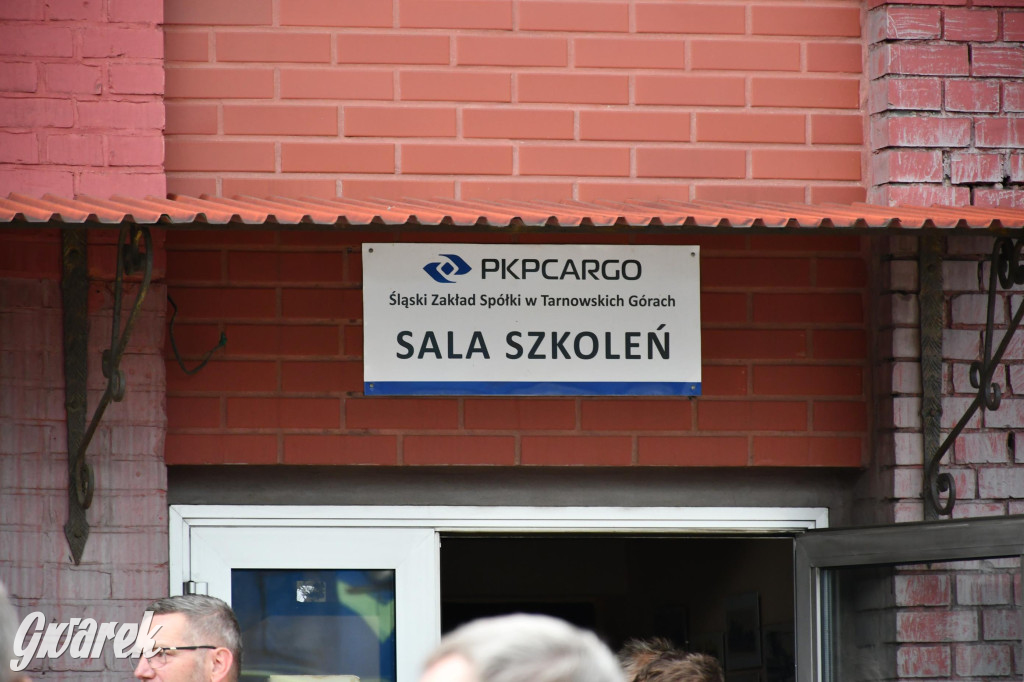 PKPCARGO
Śląski Zakład Spółki w Tarnowskich Górach
SALA SZKOLEŃ
Gwarek